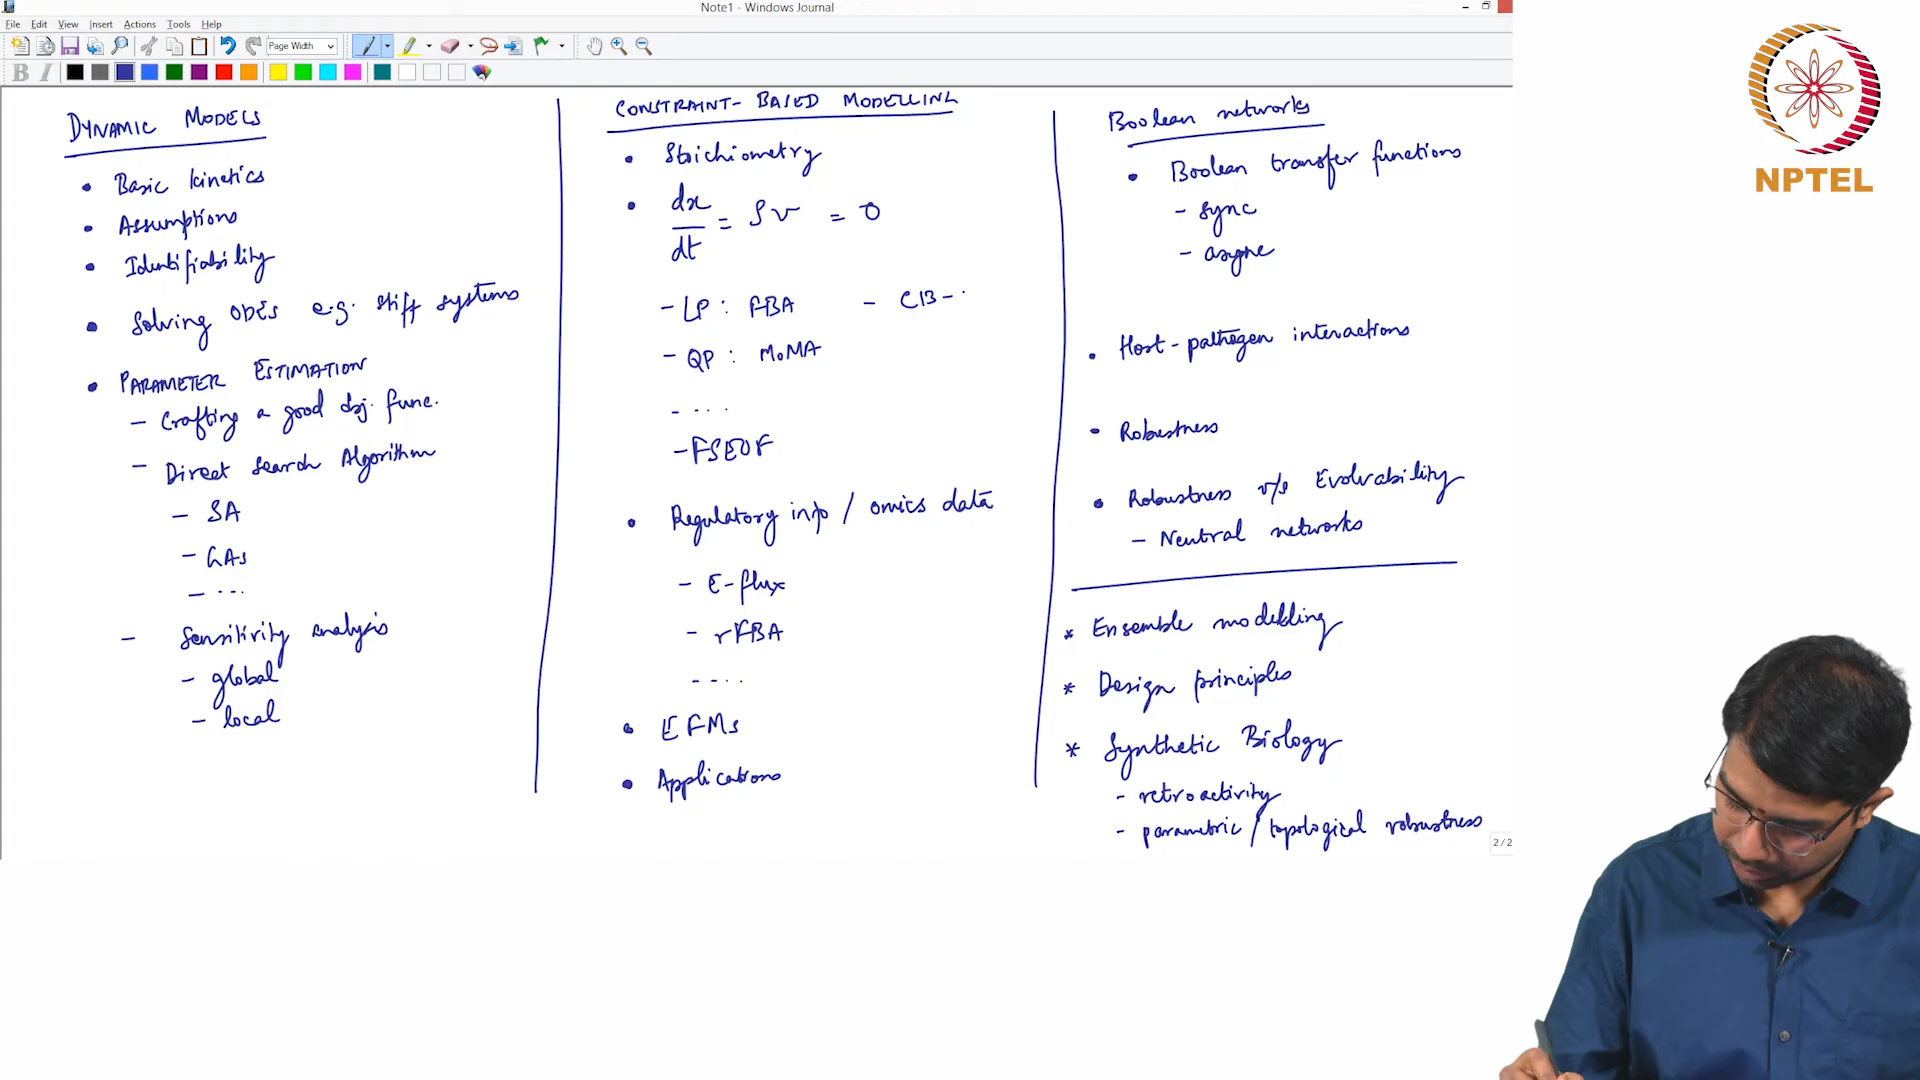 Note1 - Windows Journal
File Edit View Insert Actions Tools Help
Page Width
B I
DYNAMIC MODELS
• Basic kinetics
• Assumptions
• Identifiability
• Solving ODEs e.g. stiff systems
• PARAMETER ESTIMATION
- Crafting a good obj. func.
- Direct Search Algorithm
- SA
- GAs
- ...
- Sensitivity analysis
- global
- local
CONSTRAINT-BASED MODELLING
• Stoichiometry
• dx/dt = Sv = 0
- LP: FBA - CB-..
- QP: MoMA
- ...
- FSEOF
• Regulatory info / omics data
- E-flux
- rFBA
- ...
• EFMs
• Applications
Boolean networks
• Boolean transfer functions
- sync
- async
• Host-pathogen interactions
• Robustness
• Robustness v/s Evolvability
- Neutral networks
* Ensemble modelling
* Design principles
* Synthetic Biology
- retroactivity
- parametric / topological robustness
2/2
NPTEL